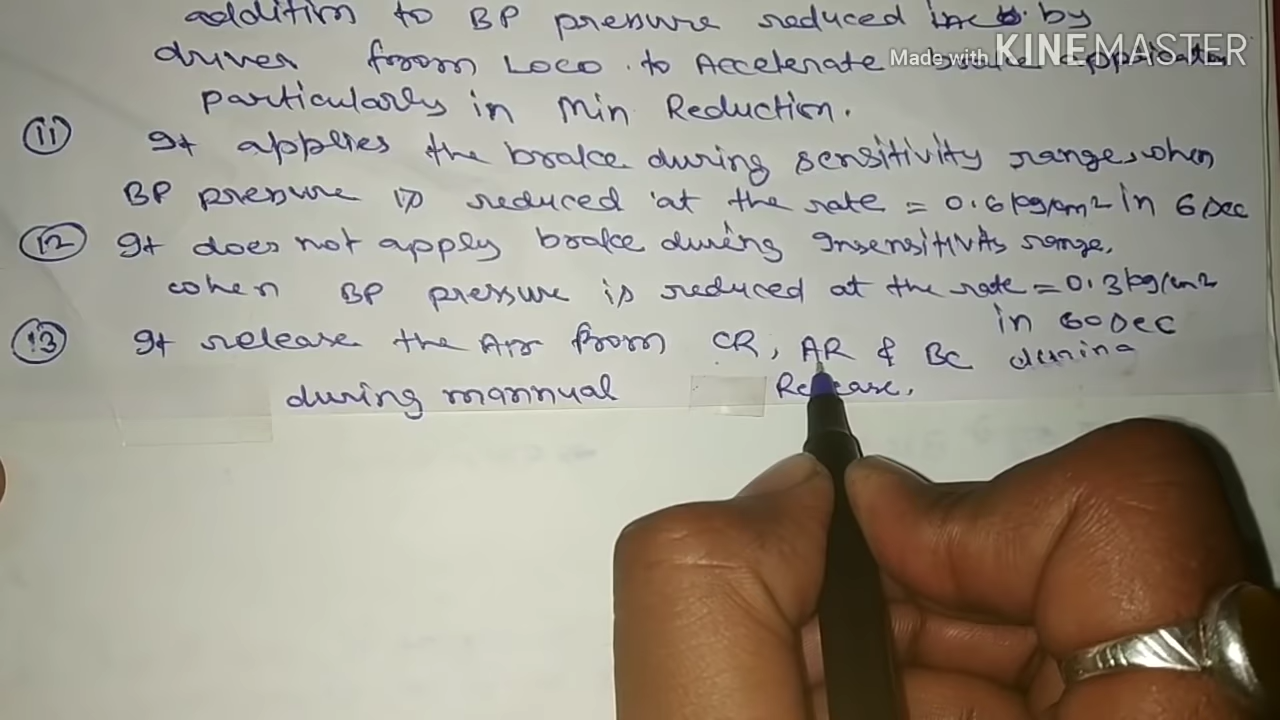 addition to BP pressure reduced by
driver from Loco to Accelerate brake
Made with KINEMASTER
particularly in Min Reduction.
11 It applies the brake during sensitivity range, when
BP pressure is reduced at the rate = 0.6 kg/cm2 in 6 sec
12 It does not apply brake during Insensitivity range,
when BP pressure is reduced at the rate = 0.3 kg/cm2
in 60 sec
13 It release the Air from CR, AR & BC during
during mannual Release.